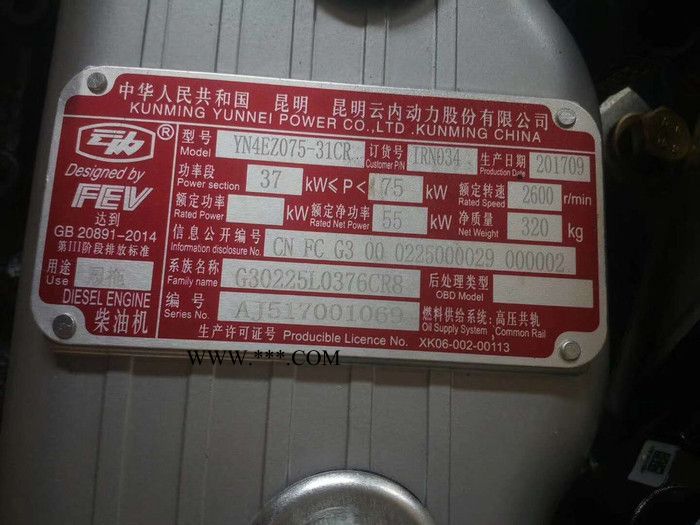 中华人民共和国 昆明 昆明云内动力股份有限公司
KUNMING YUNNEI POWER CO.,LTD .KUNMING CHINA
®
Designed by
FEV
达到
GB 20891-2014
第III阶段排放标准
用途
Use
DIESEL ENGINE
柴油机
型号 YN4EZ075-31CR 订货号 IRN034 生产日期 201709
Model Customer P/N Production Date
功率段 37 kW≤P< 75 kW 额定转速 2600 r/min
Power section Rated Speed
额定功率 kW 额定净功率 55 kW 净质量 320 kg
Rated Power Rated Net Power Net Weight
信息公开编号 CN FC G3 00 0225000029 000002
Information disclosure No.
系族名称 G30225L0376CR8 后处理类型
Family name OBD Model
编号 AJ517001069 燃料供给系统:高压共轨
Series No. Oil Supply System, Common Rail
生产许可证号 Producible Licence No. XK06-002-00113
WWW.***.COM